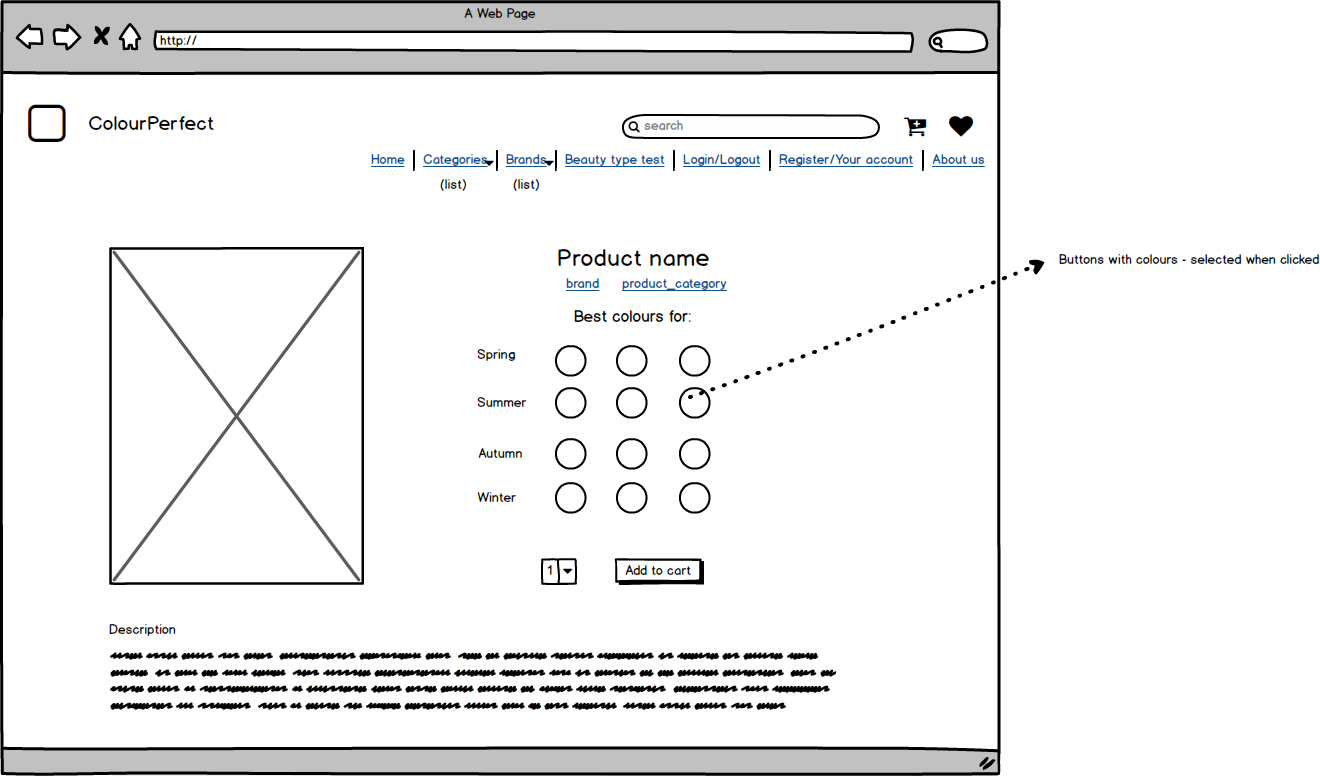 A Web Page
http://
ColourPerfect
search
Home Categories Brands Beauty type test Login/Logout Register/Your account About us
(list) (list)
Product name
brand product_category
Best colours for:
Spring
Summer
Autumn
Winter
1 Add to cart
Description
Buttons with colours - selected when clicked